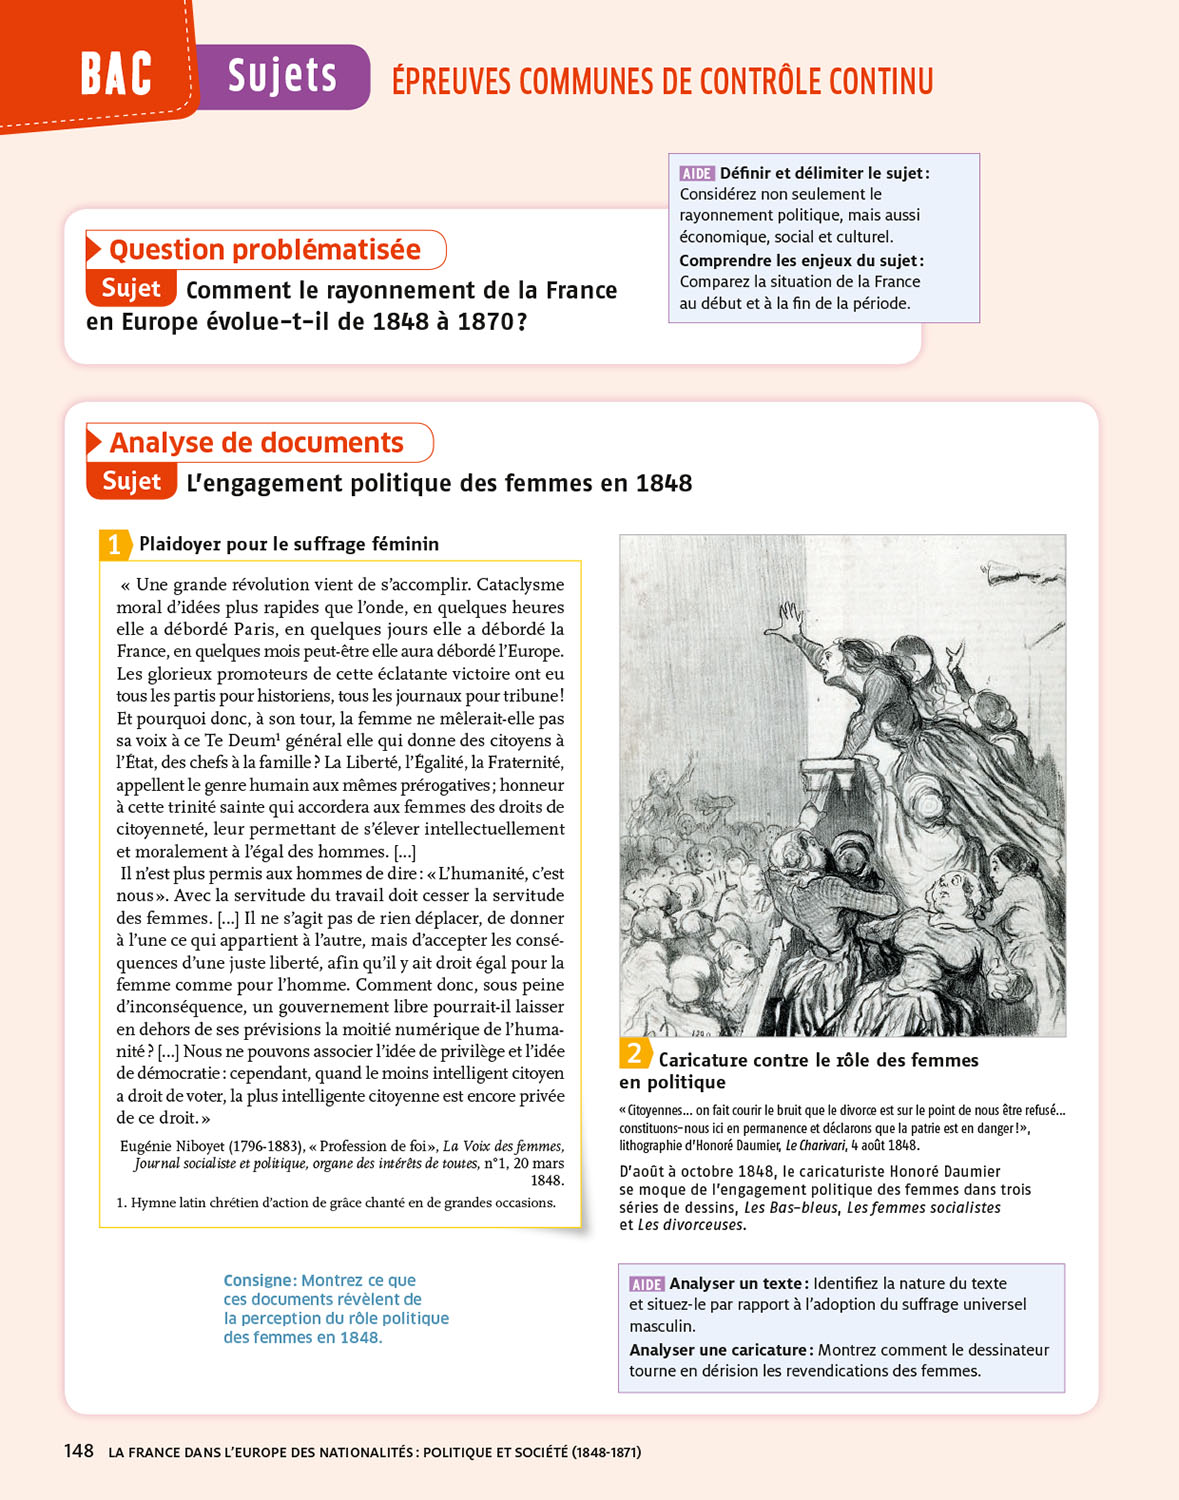 BAC
Sujets
ÉPREUVES COMMUNES DE CONTRÔLE CONTINU
AIDE Définir et délimiter le sujet :
Considérez non seulement le
rayonnement politique, mais aussi
économique, social et culturel.
Comprendre les enjeux du sujet :
Comparez la situation de la France
au début et à la fin de la période.
Question problématisée
Sujet Comment le rayonnement de la France
en Europe évolue-t-il de 1848 à 1870 ?
Analyse de documents
Sujet L'engagement politique des femmes en 1848
1 Plaidoyer pour le suffrage féminin
« Une grande révolution vient de s'accomplir. Cataclysme
moral d'idées plus rapides que l'onde, en quelques heures
elle a débordé Paris, en quelques jours elle a débordé la
France, en quelques mois peut-être elle aura débordé l'Europe.
Les glorieux promoteurs de cette éclatante victoire ont eu
tous les partis pour historiens, tous les journaux pour tribune !
Et pourquoi donc, à son tour, la femme ne mêlerait-elle pas
sa voix à ce Te Deum¹ général elle qui donne des citoyens à
l'État, des chefs à la famille ? La Liberté, l'Égalité, la Fraternité,
appellent le genre humain aux mêmes prérogatives ; honneur
à cette trinité sainte qui accordera aux femmes des droits de
citoyenneté, leur permettant de s'élever intellectuellement
et moralement à l'égal des hommes. [...]
Il n'est plus permis aux hommes de dire : « L'humanité, c'est
nous ». Avec la servitude du travail doit cesser la servitude
des femmes. [...] Il ne s'agit pas de rien déplacer, de donner
à l'une ce qui appartient à l'autre, mais d'accepter les consé-
quences d'une juste liberté, afin qu'il y ait droit égal pour la
femme comme pour l'homme. Comment donc, sous peine
d'inconséquence, un gouvernement libre pourrait-il laisser
en dehors de ses prévisions la moitié numérique de l'huma-
nité ? [...] Nous ne pouvons associer l'idée de privilège et l'idée
de démocratie : cependant, quand le moins intelligent citoyen
a droit de voter, la plus intelligente citoyenne est encore privée
de ce droit. »
Eugénie Niboyet (1796-1883), « Profession de foi », La Voix des femmes,
Journal socialiste et politique, organe des intérêts de toutes, n°1, 20 mars
1848.
1. Hymne latin chrétien d'action de grâce chanté en de grandes occasions.
2 Caricature contre le rôle des femmes
en politique
« Citoyennes... on fait courir le bruit que le divorce est sur le point de nous être refusé...
constituons-nous ici en permanence et déclarons que la patrie est en danger ! »,
lithographie d'Honoré Daumier, Le Charivari, 4 août 1848.
D'août à octobre 1848, le caricaturiste Honoré Daumier
se moque de l'engagement politique des femmes dans trois
séries de dessins, Les Bas-bleus, Les femmes socialistes
et Les divorceuses.
Consigne : Montrez ce que
ces documents révèlent de
la perception du rôle politique
des femmes en 1848.
AIDE Analyser un texte : Identifiez la nature du texte
et situez-le par rapport à l'adoption du suffrage universel
masculin.
Analyser une caricature : Montrez comment le dessinateur
tourne en dérision les revendications des femmes.
148 LA FRANCE DANS L'EUROPE DES NATIONALITÉS : POLITIQUE ET SOCIÉTÉ (1848-1871)